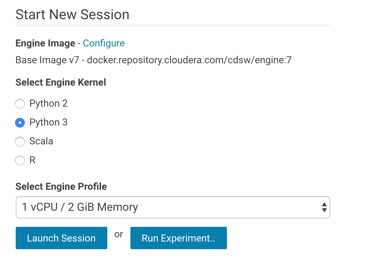 Start New Session
Engine Image - Configure
Base Image v7 - docker.repository.cloudera.com/cdsw/engine:7
Select Engine Kernel
Python 2
Python 3
Scala
R
Select Engine Profile
1 vCPU / 2 GiB Memory
Launch Session or Run Experiment..